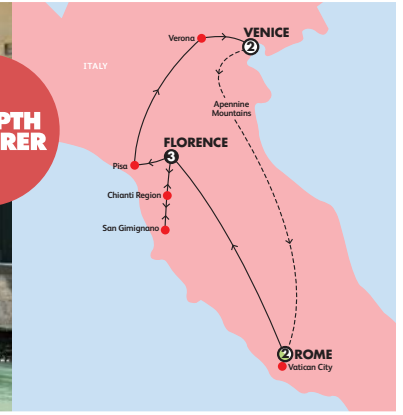 Verona
VENICE
2
ITALY
Apennine
Mountains
PTH
RER
FLORENCE
3
Pisa
Chianti Region
San Gimignano
2 ROME
Vatican City